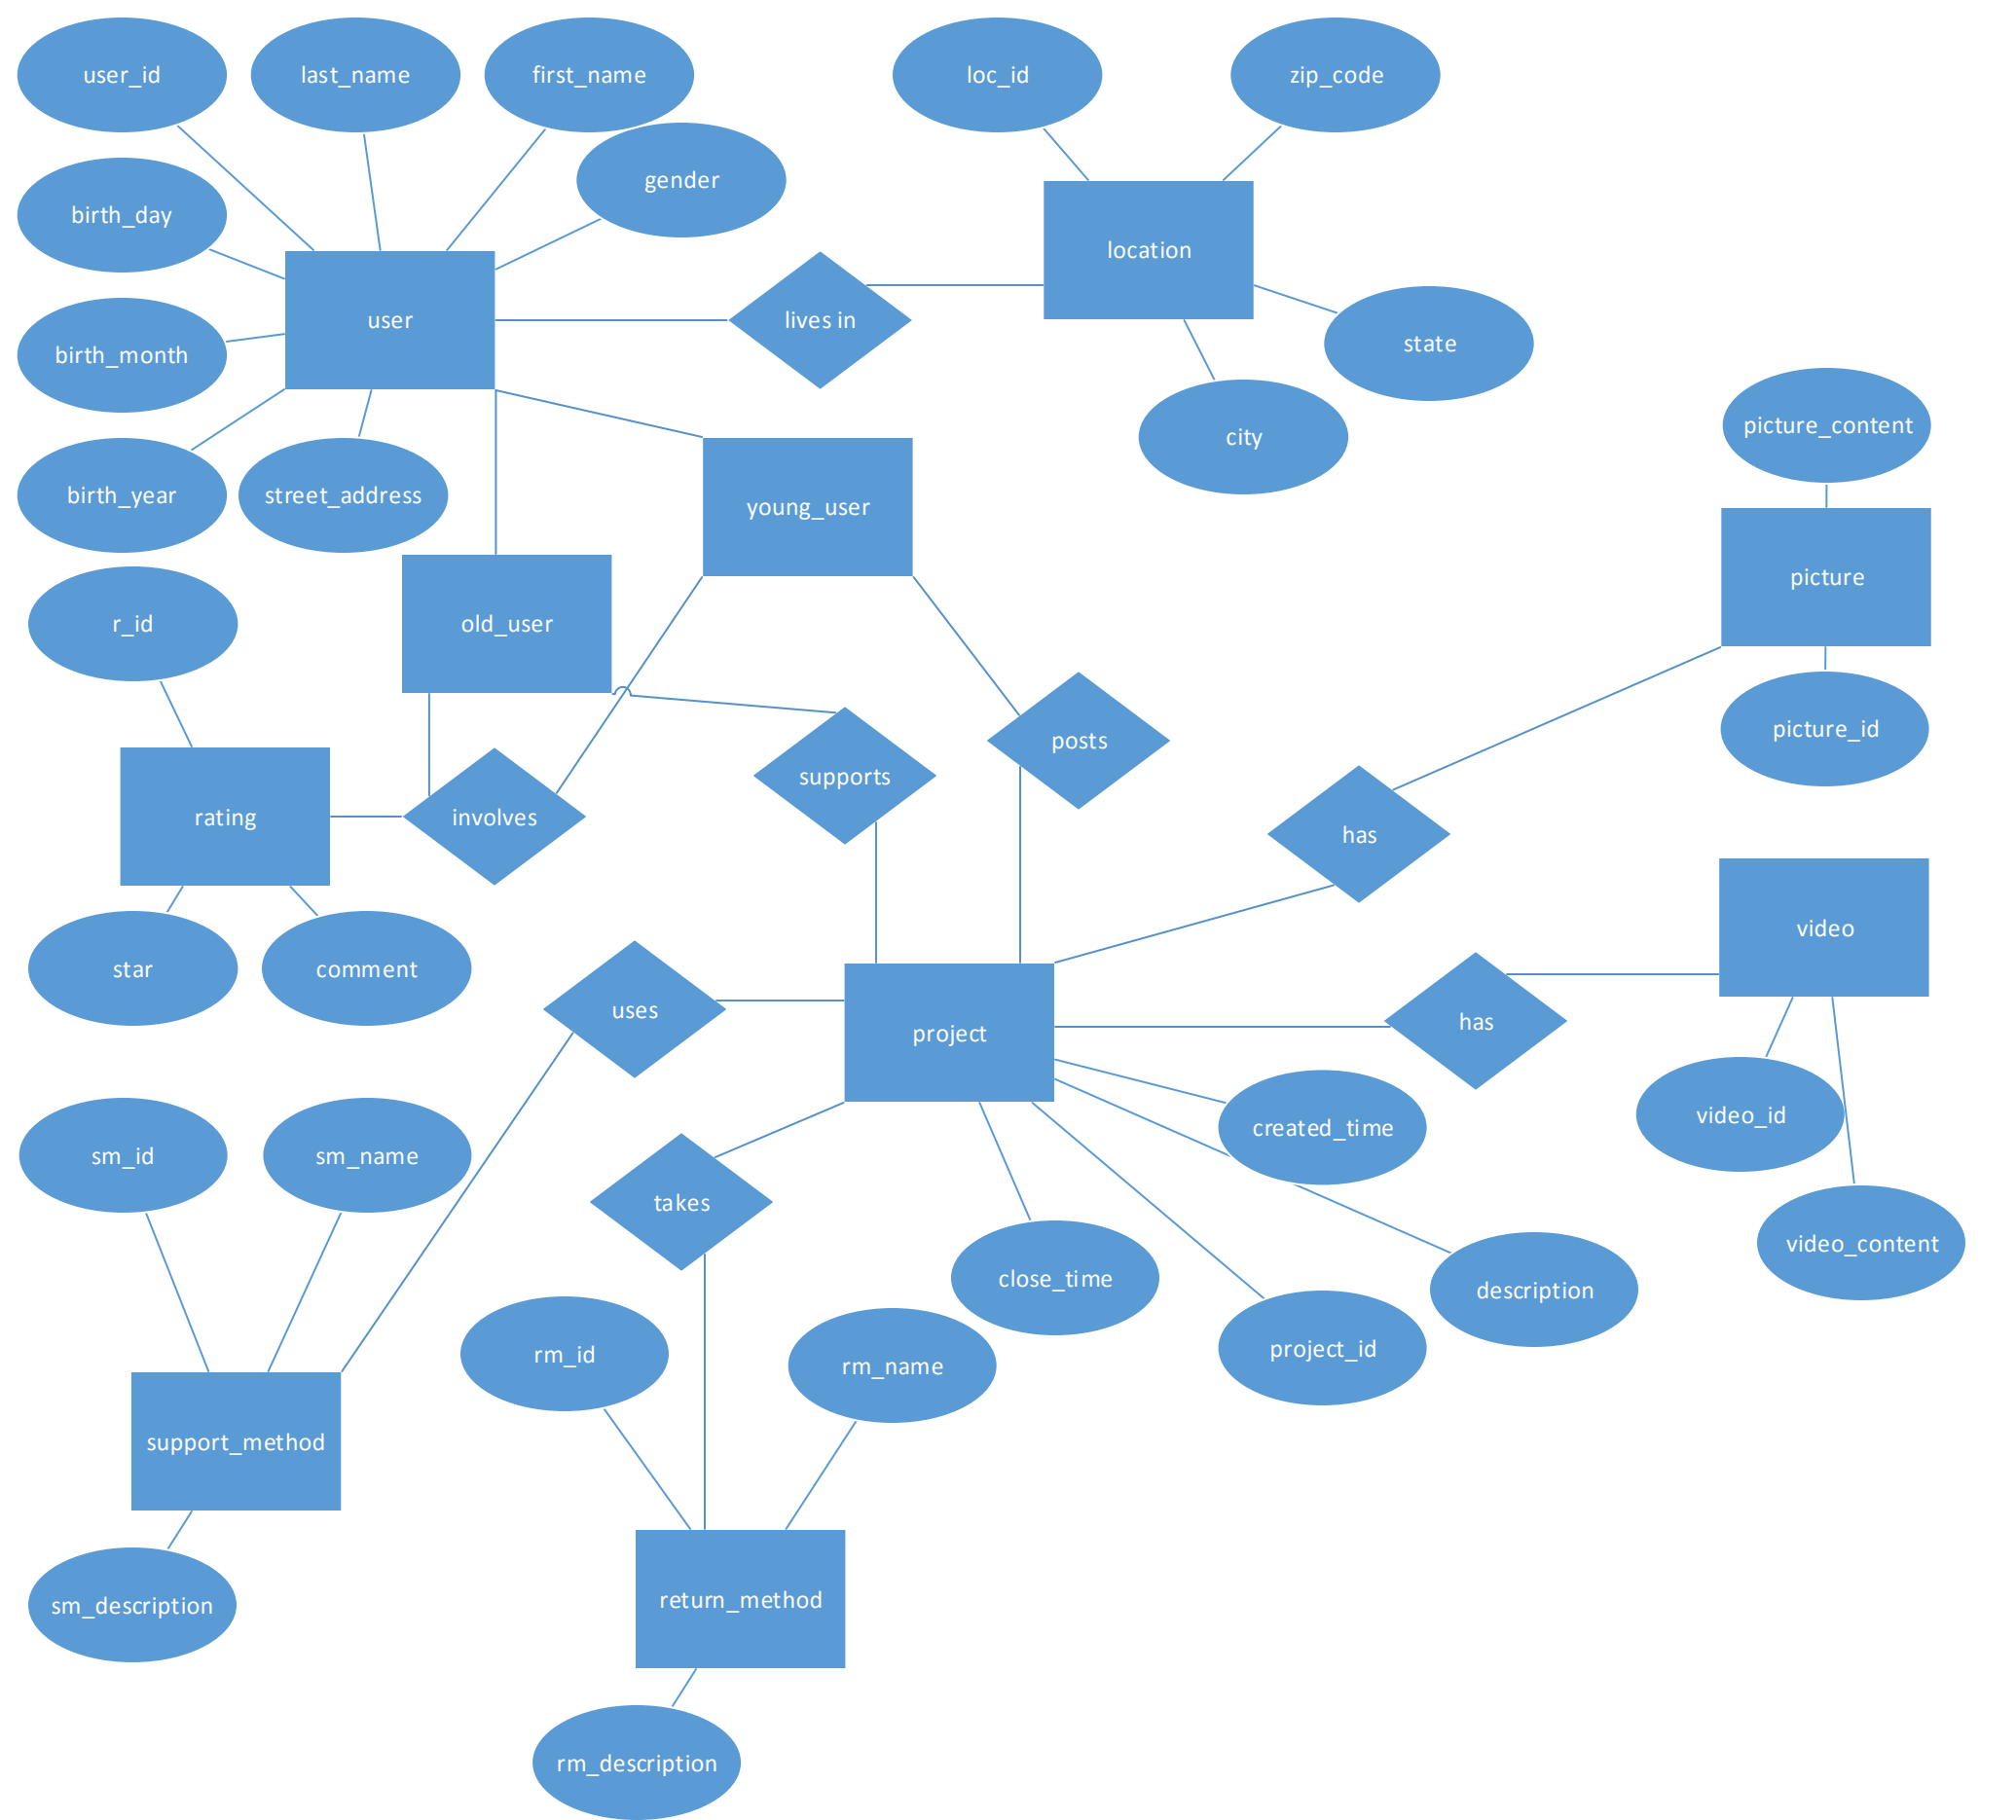 user_id
last_name
first_name
loc_id
zip_code
gender
birth_day
location
user
lives in
state
birth_month
city
picture_content
birth_year
street_address
young_user
picture
r_id
old_user
picture_id
posts
supports
rating
involves
has
video
star
comment
uses
project
has
video_id
created_time
sm_id
sm_name
takes
video_content
close_time
description
rm_id
rm_name
project_id
support_method
return_method
sm_description
rm_description